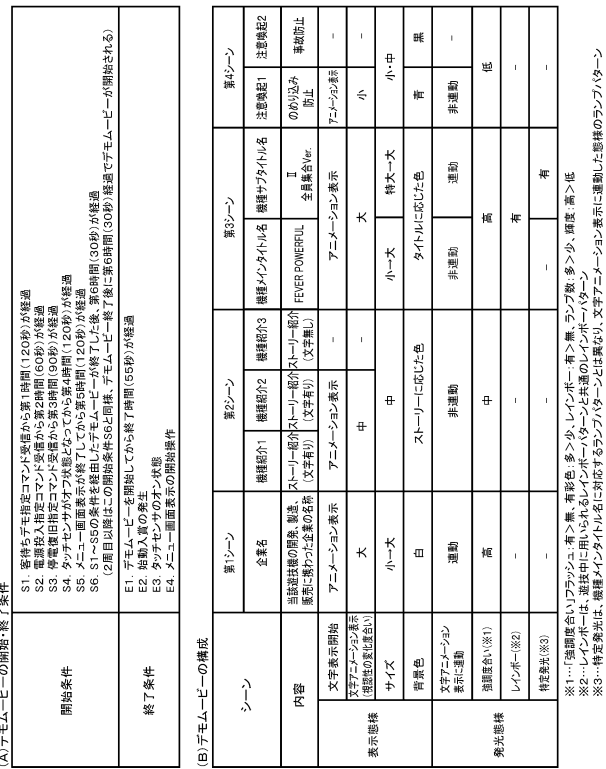 (A)デモムービーの開始・終了条件
開始条件
S1. 客待ちデモ指定コマンド受信から第1時間(120秒)が経過
S2. 電源投入指定コマンド受信から第2時間(60秒)が経過
S3. 停電復旧指定コマンド受信から第3時間(90秒)が経過
S4. タッチセンサがオフ状態となってから第4時間(120秒)が経過
S5. メニュー画面表示が終了してから第5時間(120秒)が経過
S6. S1～S5の条件を経由したデモムービーが終了した後、第6時間(30秒)が経過
(2周目以降はこの開始条件S6と同様、デモムービー終了後に第6時間(30秒)経過でデモムービーが開始される)
終了条件
E1. デモムービーを開始してから終了時間(55秒)が経過
E2. 始動入賞の発生
E3. タッチセンサのオン状態
E4. メニュー画面表示の開始操作
(B)デモムービーの構成
シーン 第1シーン 第2シーン 第3シーン 第4シーン
企業名 機種紹介1 機種紹介2 機種紹介3 機種メインタイトル名 機種サブタイトル名 注意喚起1 注意喚起2
内容 当該遊技機の開発、製造、 ストーリー紹介 ストーリー紹介 ストーリー紹介 FEVER POWERFUL Ⅱ のめり込み 事故防止
販売に携わった企業の名称 (文字有り) (文字有り) (文字無し) 全員集合Ver. 防止
表示態様
文字表示開始 アニメーション表示 アニメーション表示 － アニメーション表示 アニメーション表示 －
文字アニメーション表示 大 中 － 大 小 －
(視認性の変化度合い)
サイズ 小→大 中 小→大 特大→大 小・中
背景色 白 ストーリーに応じた色 タイトルに応じた色 青 黒
発光態様
文字アニメーション 連動 非連動 非連動 連動 非連動 －
表示に連動
強調度合い(※1) 高 中 高 低
レインボー(※2) － － 有 －
特定発光(※3) － － － 有 －
※1…「強調度合い」フラッシュ:有＞無、有彩色:多＞少、レインボー:有＞無、ランプ数:多＞少、輝度:高＞低
※2…レインボーは、遊技中に用いられるレインボーパターンと共通のレインボーパターン
※3…特定発光は、機種メインタイトル名に対応するランプパターンとは異なり、文字アニメーション表示に連動した態様のランプパターン